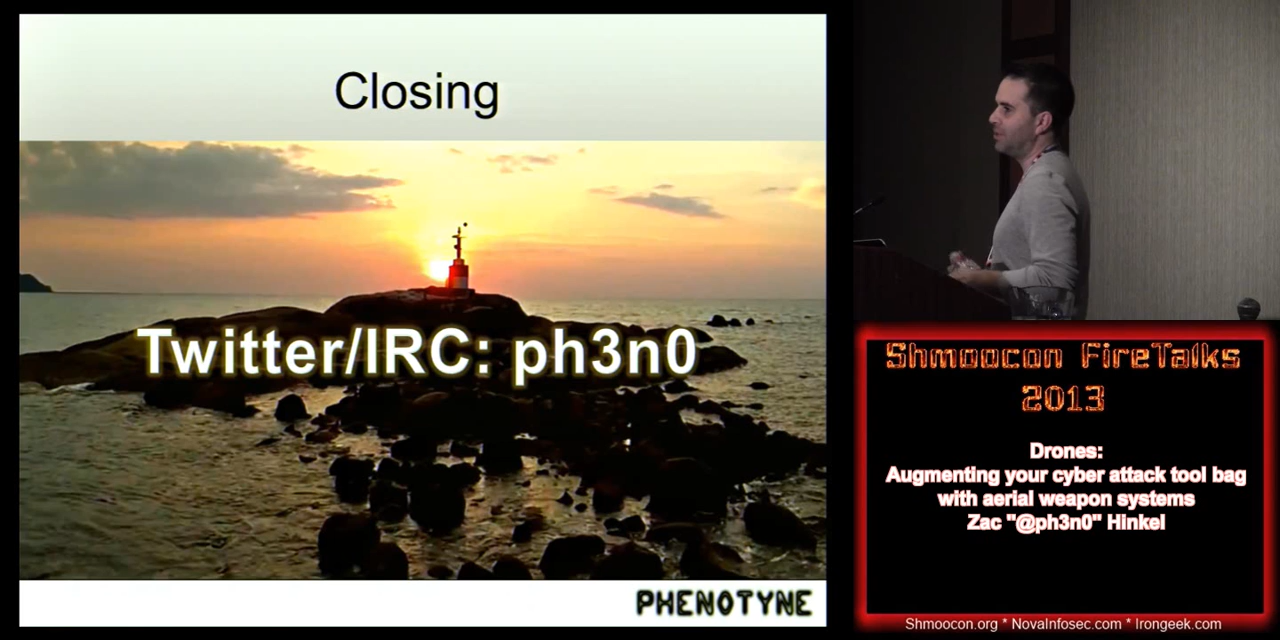 Closing
Twitter/IRC: ph3n0
PHENOTYNE
Shmoocon FireTalks
2013
Drones:
Augmenting your cyber attack tool bag
with aerial weapon systems
Zac "@ph3n0" Hinkel
Shmoocon.org * NovaInfosec.com * Irongeek.com